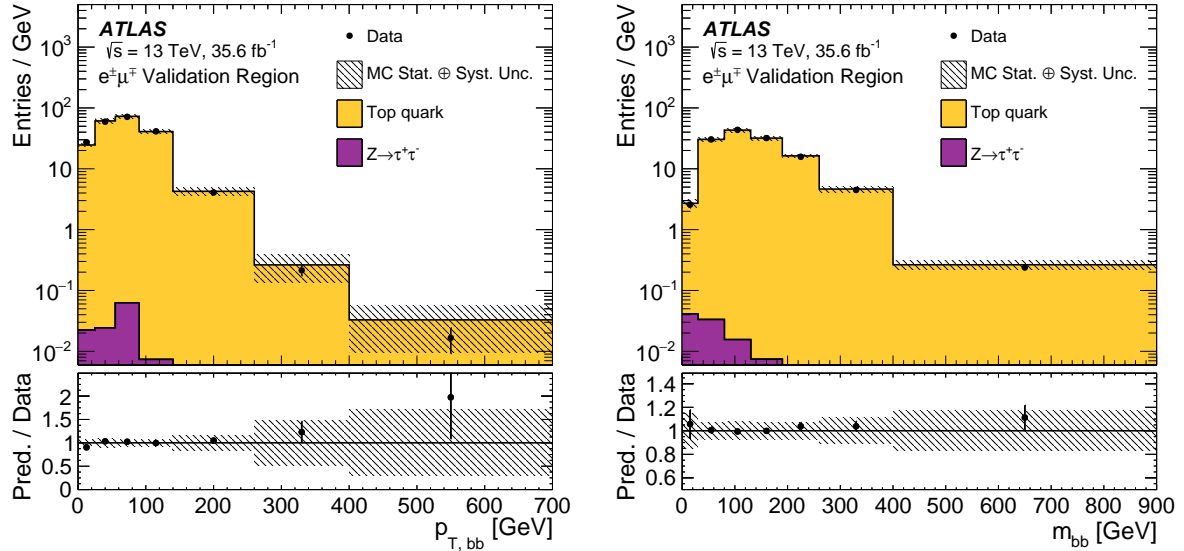 ATLAS
√s = 13 TeV, 35.6 fb⁻¹
e±μ∓ Validation Region
Data
MC Stat. ⊕ Syst. Unc.
Top quark
Z→τ⁺τ⁻
Entries / GeV
10³
10²
10
1
10⁻¹
10⁻²
Pred. / Data
2
1.5
1
0.5
0
0 100 200 300 400 500 600 700
p_T, bb [GeV]
ATLAS
√s = 13 TeV, 35.6 fb⁻¹
e±μ∓ Validation Region
Data
MC Stat. ⊕ Syst. Unc.
Top quark
Z→τ⁺τ⁻
Entries / GeV
10³
10²
10
1
10⁻¹
10⁻²
Pred. / Data
1.4
1.2
1.0
0.8
0.6
0 100 200 300 400 500 600 700 800 900
m_bb [GeV]